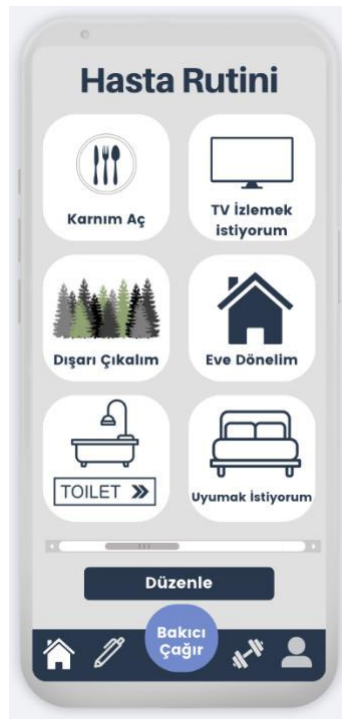 Hasta Rutini
Karnım Aç
TV İzlemek
istiyorum
Dışarı Çıkalım
Eve Dönelim
TOILET »
Uyumak İstiyorum
Düzenle
Bakıcı
Çağır